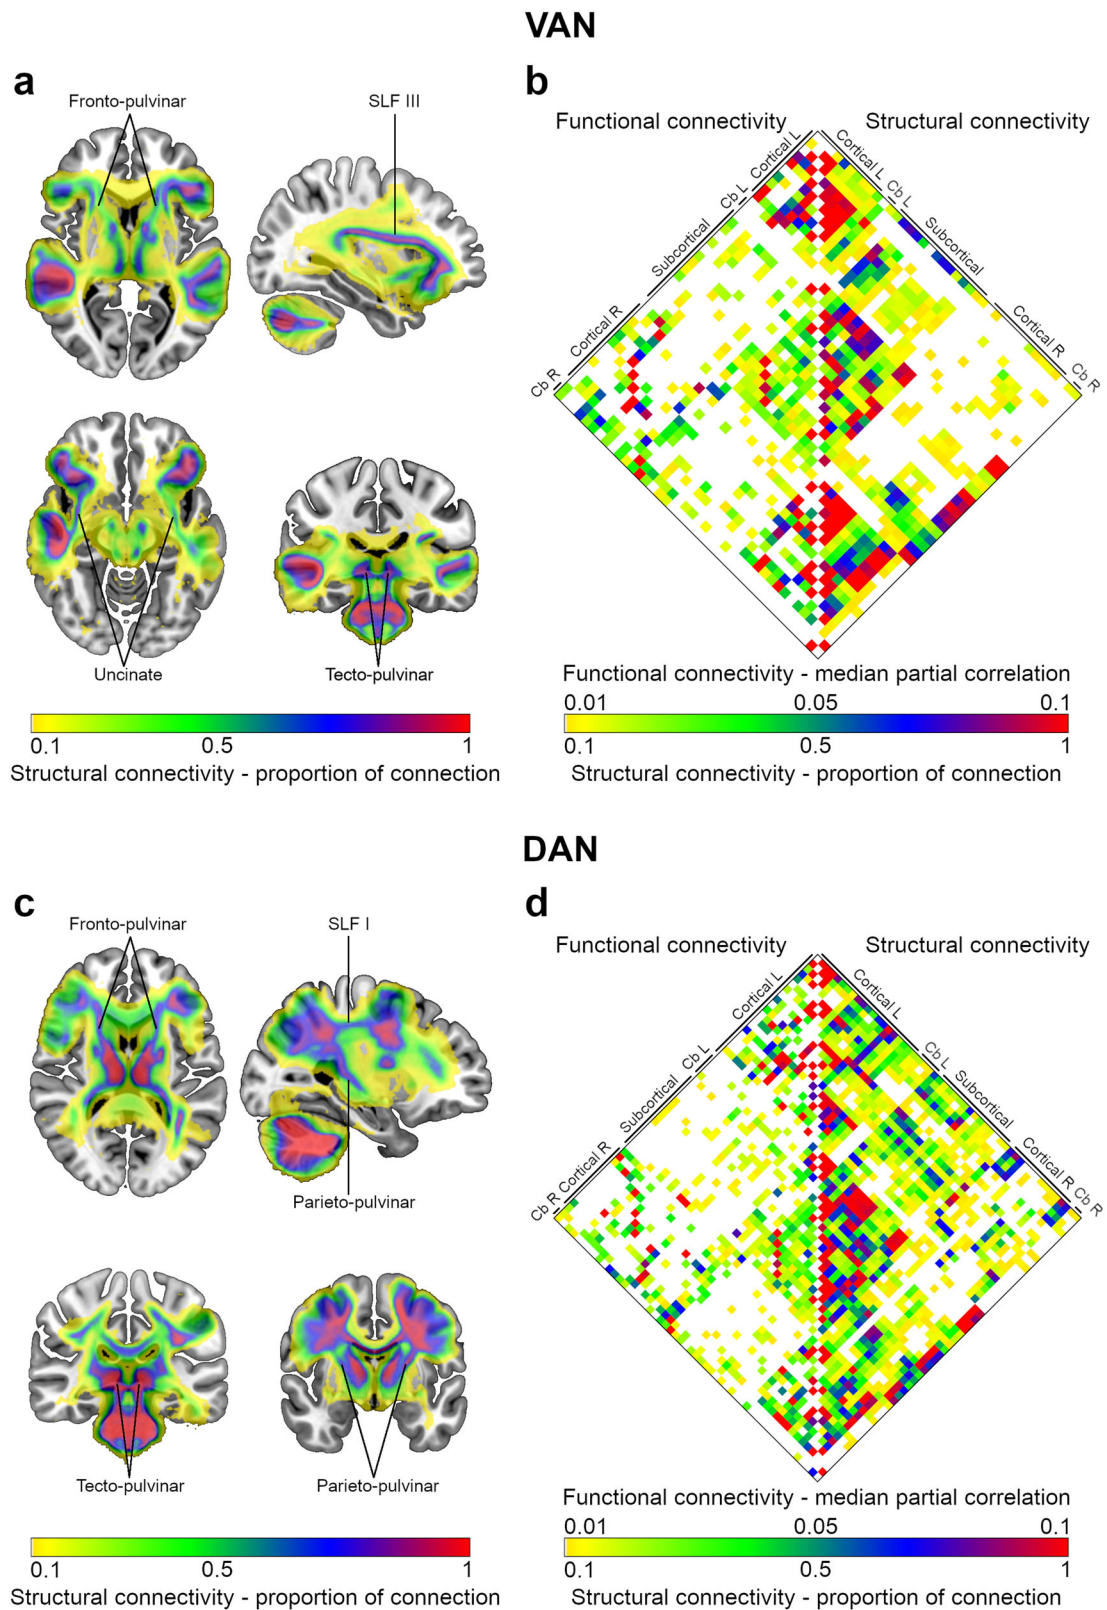 VAN
a
Fronto-pulvinar
SLF III
Uncinate
Tecto-pulvinar
0.1 0.5 1
Structural connectivity - proportion of connection
b
Functional connectivity Structural connectivity
Cortical L
Cb L
Subcortical
Cortical R
Cb R
Cortical L
Cb L
Subcortical
Cortical R
Cb R
Functional connectivity - median partial correlation
0.01 0.05 0.1
0.1 0.5 1
Structural connectivity - proportion of connection
DAN
c
Fronto-pulvinar
SLF I
Parieto-pulvinar
Tecto-pulvinar
Parieto-pulvinar
0.1 0.5 1
Structural connectivity - proportion of connection
d
Functional connectivity Structural connectivity
Cortical L
Cb L
Subcortical
Cortical R
Cb R
Cortical L
Cb L
Subcortical
Cortical R
Cb R
Functional connectivity - median partial correlation
0.01 0.05 0.1
0.1 0.5 1
Structural connectivity - proportion of connection